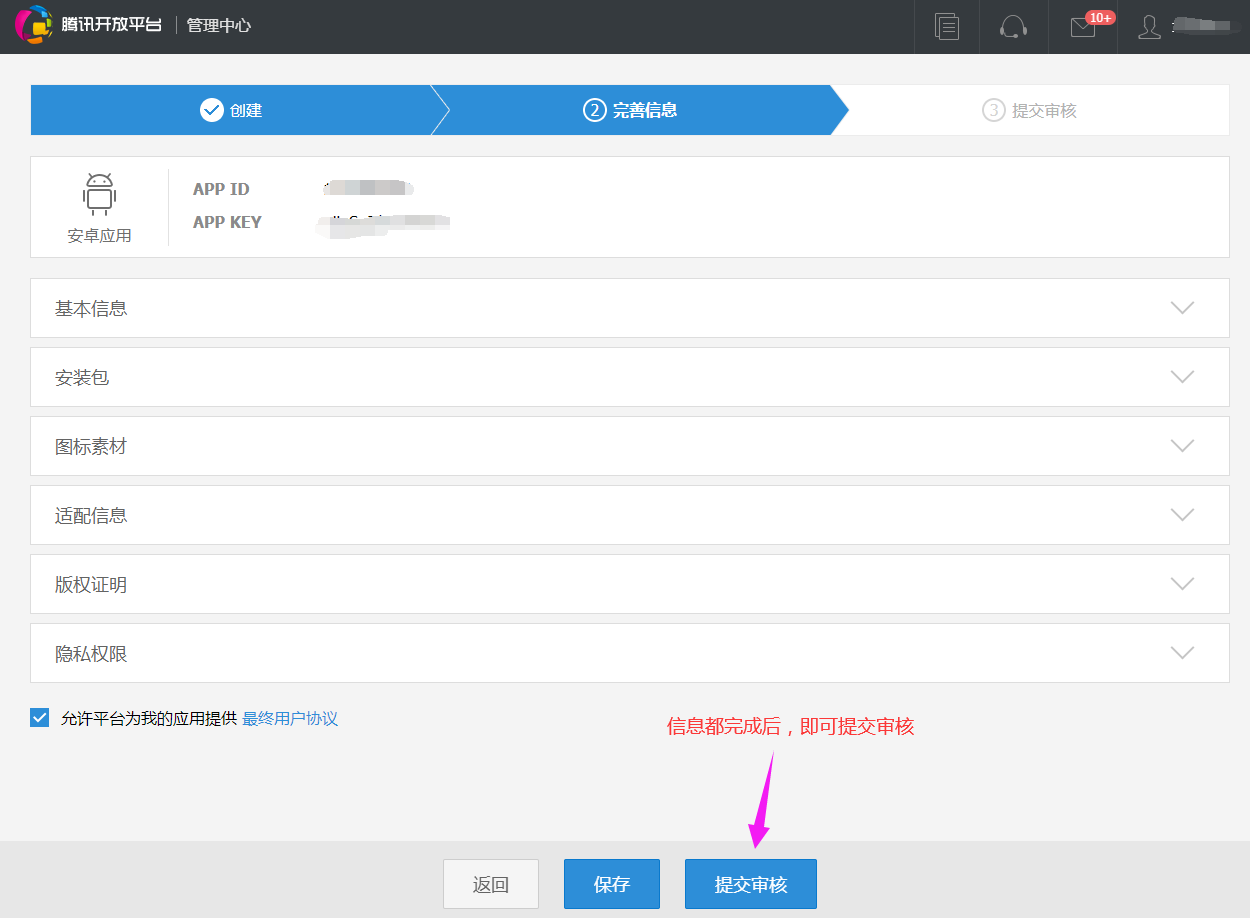 腾讯开放平台 管理中心 10+
创建 2 完善信息 3 提交审核
安卓应用
APP ID
APP KEY
基本信息
安装包
图标素材
适配信息
版权证明
隐私权限
允许平台为我的应用提供 最终用户协议
信息都完成后，即可提交审核
返回 保存 提交审核